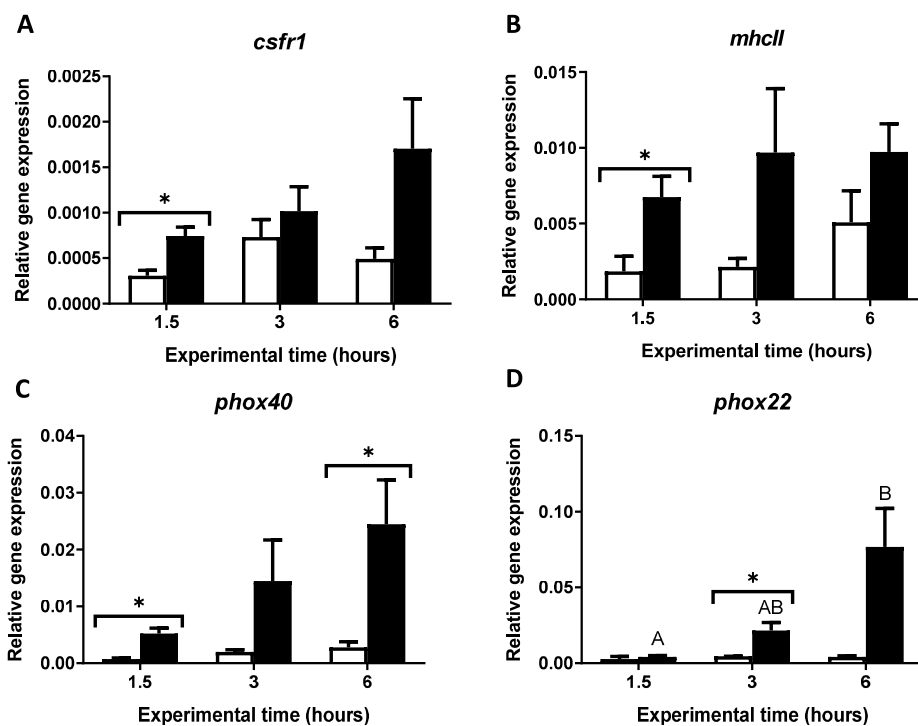 A
csfr1
Relative gene expression
0.0025
0.0020
0.0015
0.0010
0.0005
0.0000
*
1.5 3 6
Experimental time (hours)
B
mhcII
Relative gene expression
0.015
0.010
0.005
0.000
*
1.5 3 6
Experimental time (hours)
C
phox40
Relative gene expression
0.04
0.03
0.02
0.01
0.00
* *
1.5 3 6
Experimental time (hours)
D
phox22
Relative gene expression
0.15
0.10
0.05
0.00
A
*
AB
B
1.5 3 6
Experimental time (hours)